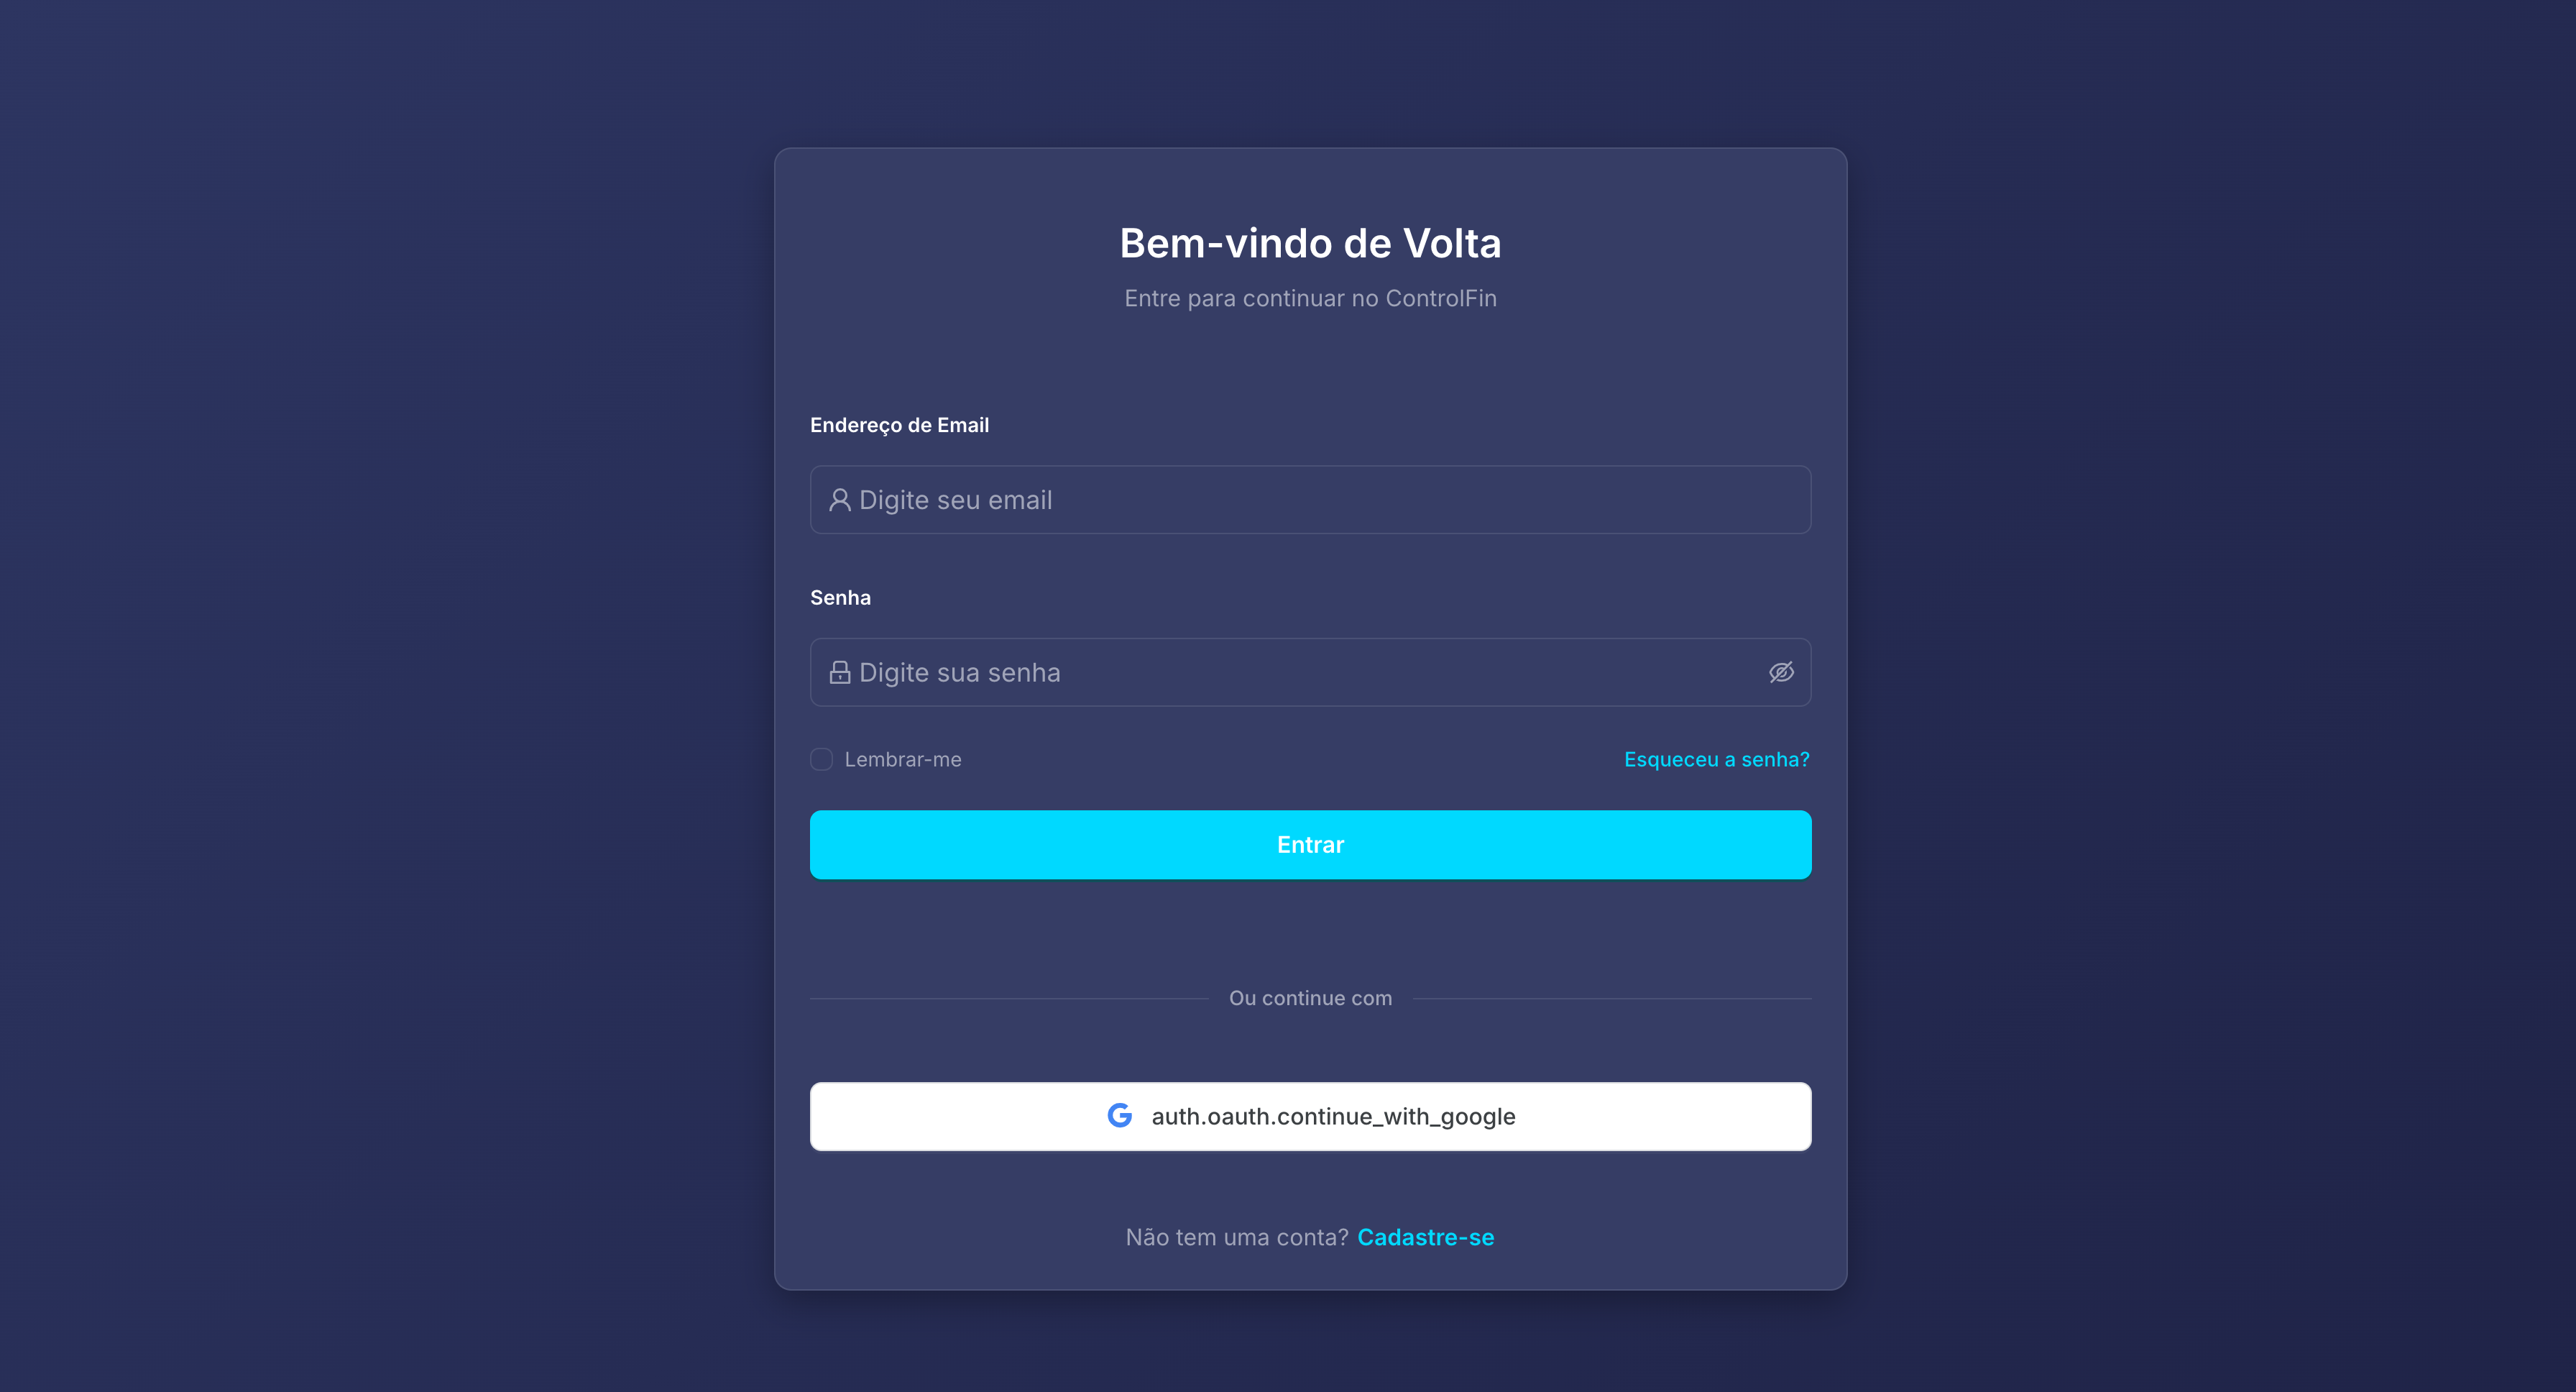 Bem-vindo de Volta
Entre para continuar no ControlFin
Endereço de Email
Digite seu email
Senha
Digite sua senha
Lembrar-me
Esqueceu a senha?
Entrar
Ou continue com
auth.oauth.continue_with_google
Não tem uma conta? Cadastre-se